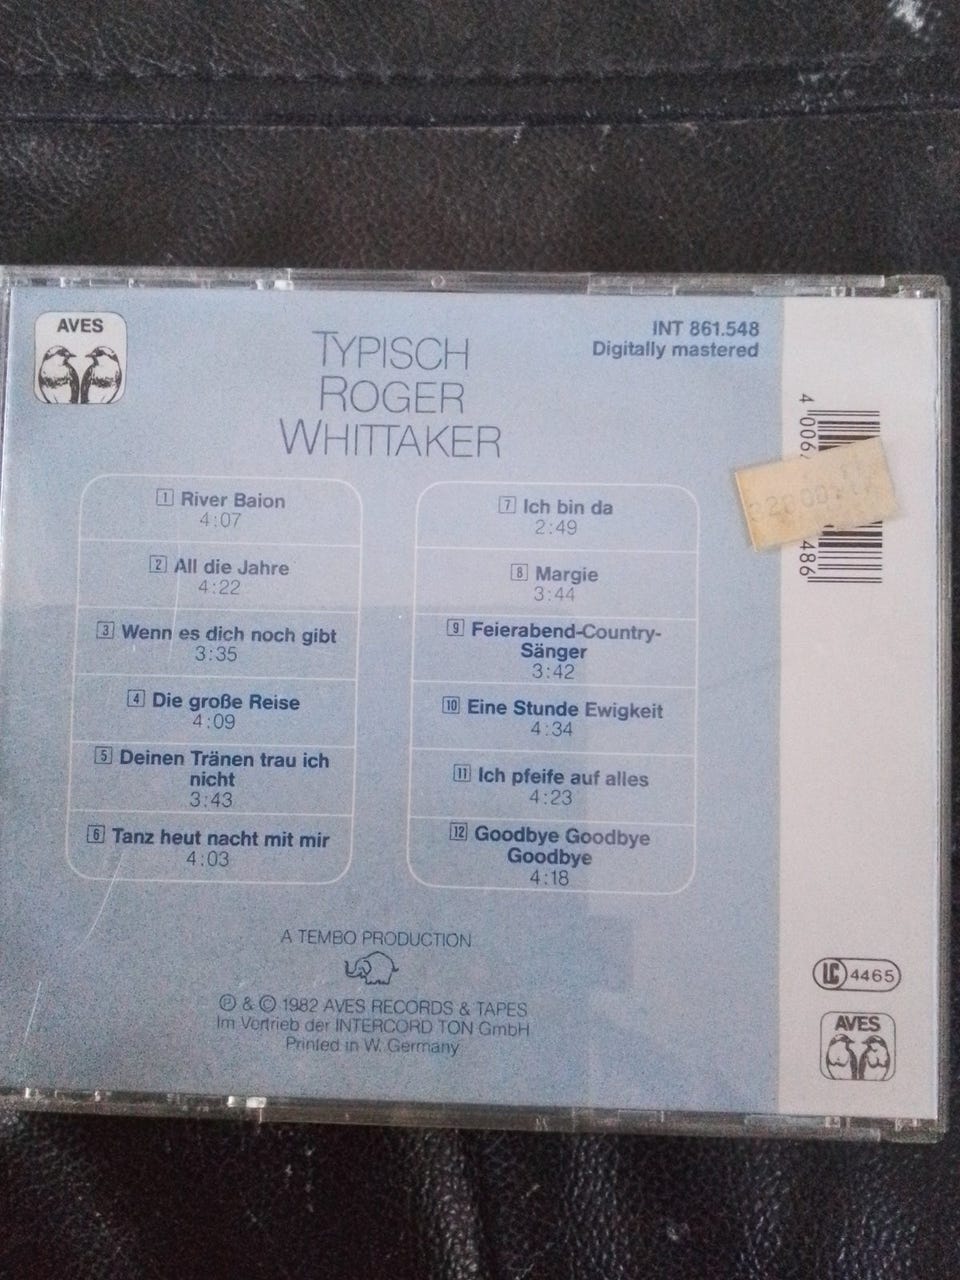 AVES
TYPISCH
ROGER
WHITTAKER
INT 861.548
Digitally mastered
1 River Baion
4:07
2 All die Jahre
4:22
3 Wenn es dich noch gibt
3:35
4 Die große Reise
4:09
5 Deinen Tränen trau ich
nicht
3:43
6 Tanz heut nacht mit mir
4:03
7 Ich bin da
2:49
8 Margie
3:44
9 Feierabend-Country-
Sänger
3:42
10 Eine Stunde Ewigkeit
4:34
11 Ich pfeife auf alles
4:23
12 Goodbye Goodbye
Goodbye
4:18
A TEMBO PRODUCTION
Ⓟ & © 1982 AVES RECORDS & TAPES
Im Vertrieb der INTERCORD TON GmbH
Printed in W. Germany
4 006
486
LC 4465
AVES